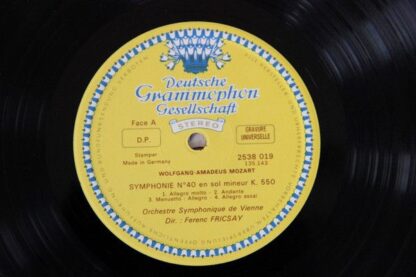 Deutsche
Grammophon
Gesellschaft
STEREO
Face A
D.P.
GRAVURE
UNIVERSELLE
Stamper
Made in Germany
2538 019
135 143
WOLFGANG AMADEUS MOZART
SYMPHONIE N°40 en sol mineur K. 550
1. Allegro molto - 2. Andante
3. Menuetto : Allegro - 4. Allegro assai
Orchestre Symphonique de Vienne
Dir. : Ferenc FRICSAY